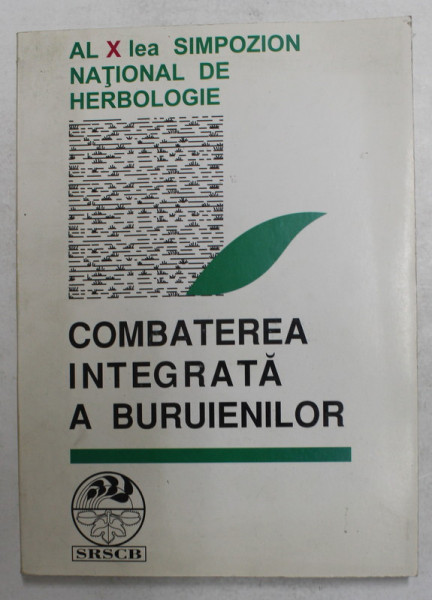 AL X lea SIMPOZION
NAŢIONAL DE
HERBOLOGIE
COMBATEREA
INTEGRATĂ
A BURUIENILOR
SRSCB